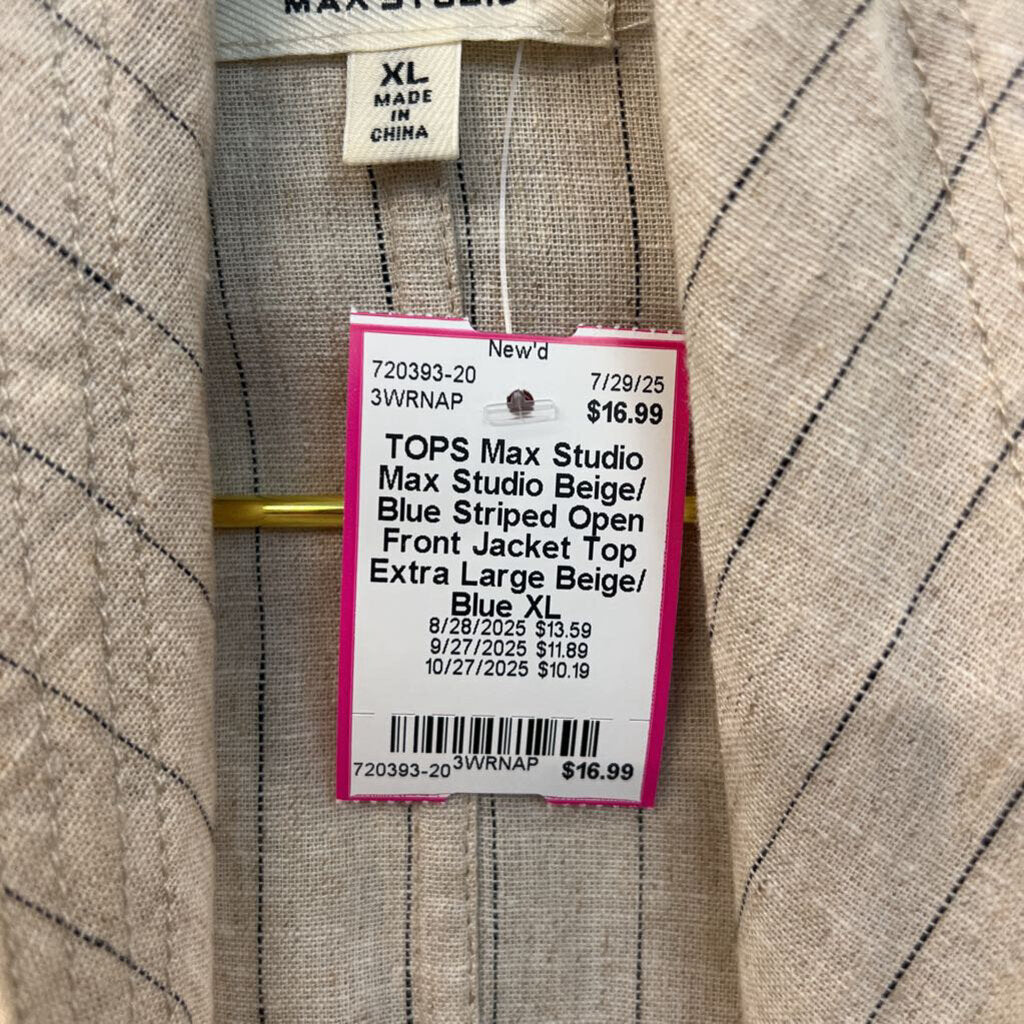 MAX STUDIO
XL
MADE
IN
CHINA
New'd
720393-20 7/29/25
3WRNAP $16.99
TOPS Max Studio
Max Studio Beige/
Blue Striped Open
Front Jacket Top
Extra Large Beige/
Blue XL
8/28/2025 $13.59
9/27/2025 $11.89
10/27/2025 $10.19
720393-20 3WRNAP $16.99